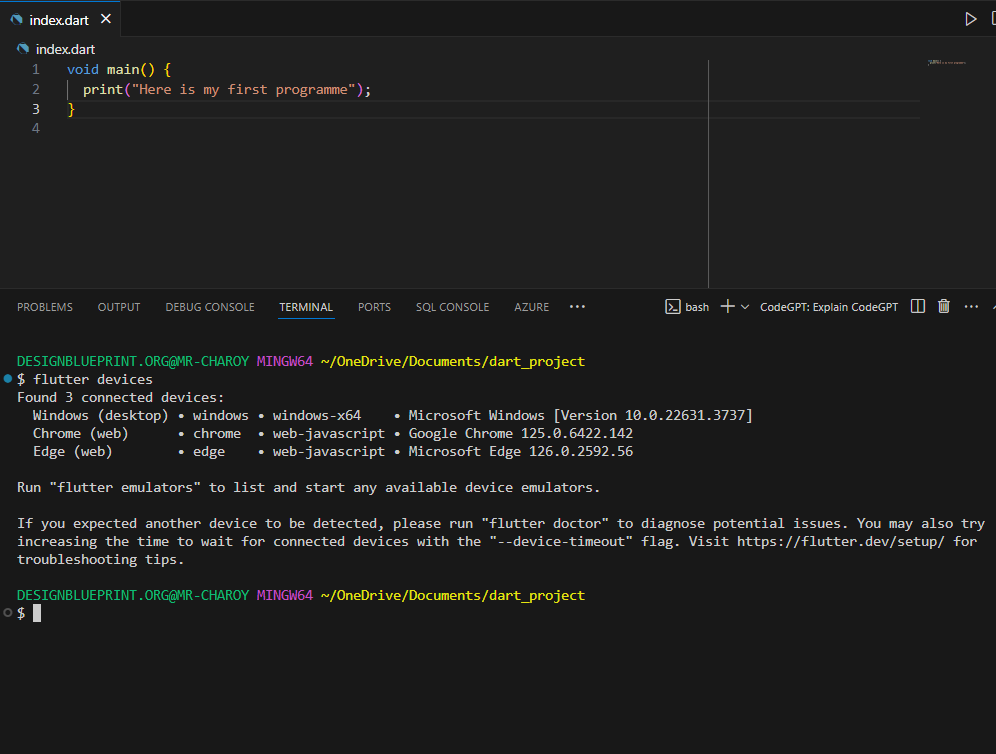 index.dart
index.dart
1 void main() {
2 print("Here is my first programme");
3 }
4
PROBLEMS OUTPUT DEBUG CONSOLE TERMINAL PORTS SQL CONSOLE AZURE ••• bash CodeGPT: Explain CodeGPT
DESIGNBLUEPRINT.ORG@MR-CHAROY MINGW64 ~/OneDrive/Documents/dart_project
$ flutter devices
Found 3 connected devices:
Windows (desktop) • windows • windows-x64 • Microsoft Windows [Version 10.0.22631.3737]
Chrome (web) • chrome • web-javascript • Google Chrome 125.0.6422.142
Edge (web) • edge • web-javascript • Microsoft Edge 126.0.2592.56
Run "flutter emulators" to list and start any available device emulators.
If you expected another device to be detected, please run "flutter doctor" to diagnose potential issues. You may also try
increasing the time to wait for connected devices with the "--device-timeout" flag. Visit https://flutter.dev/setup/ for
troubleshooting tips.
DESIGNBLUEPRINT.ORG@MR-CHAROY MINGW64 ~/OneDrive/Documents/dart_project
$